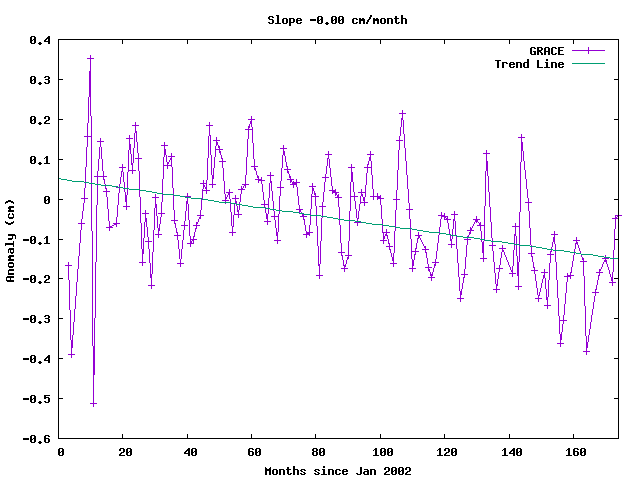 Slope -0.00 cm/month
GRACE
Trend Line
0.4
0.3
0.2
0.1
0
-0.1
-0.2
-0.3
-0.4
-0.5
-0.6
Anomaly (cm)
0 20 40 60 80 100 120 140 160
Months since Jan 2002